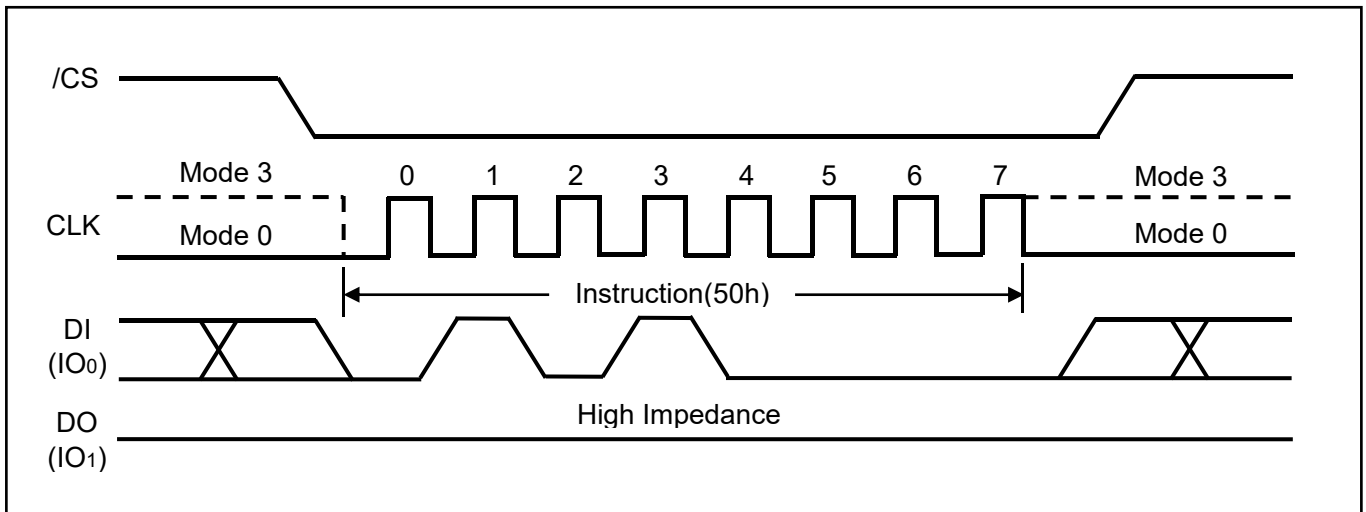 /CS
Mode 3 0 1 2 3 4 5 6 7 Mode 3
CLK
Mode 0 Mode 0
Instruction(50h)
DI
(IO0)
High Impedance
DO
(IO1)